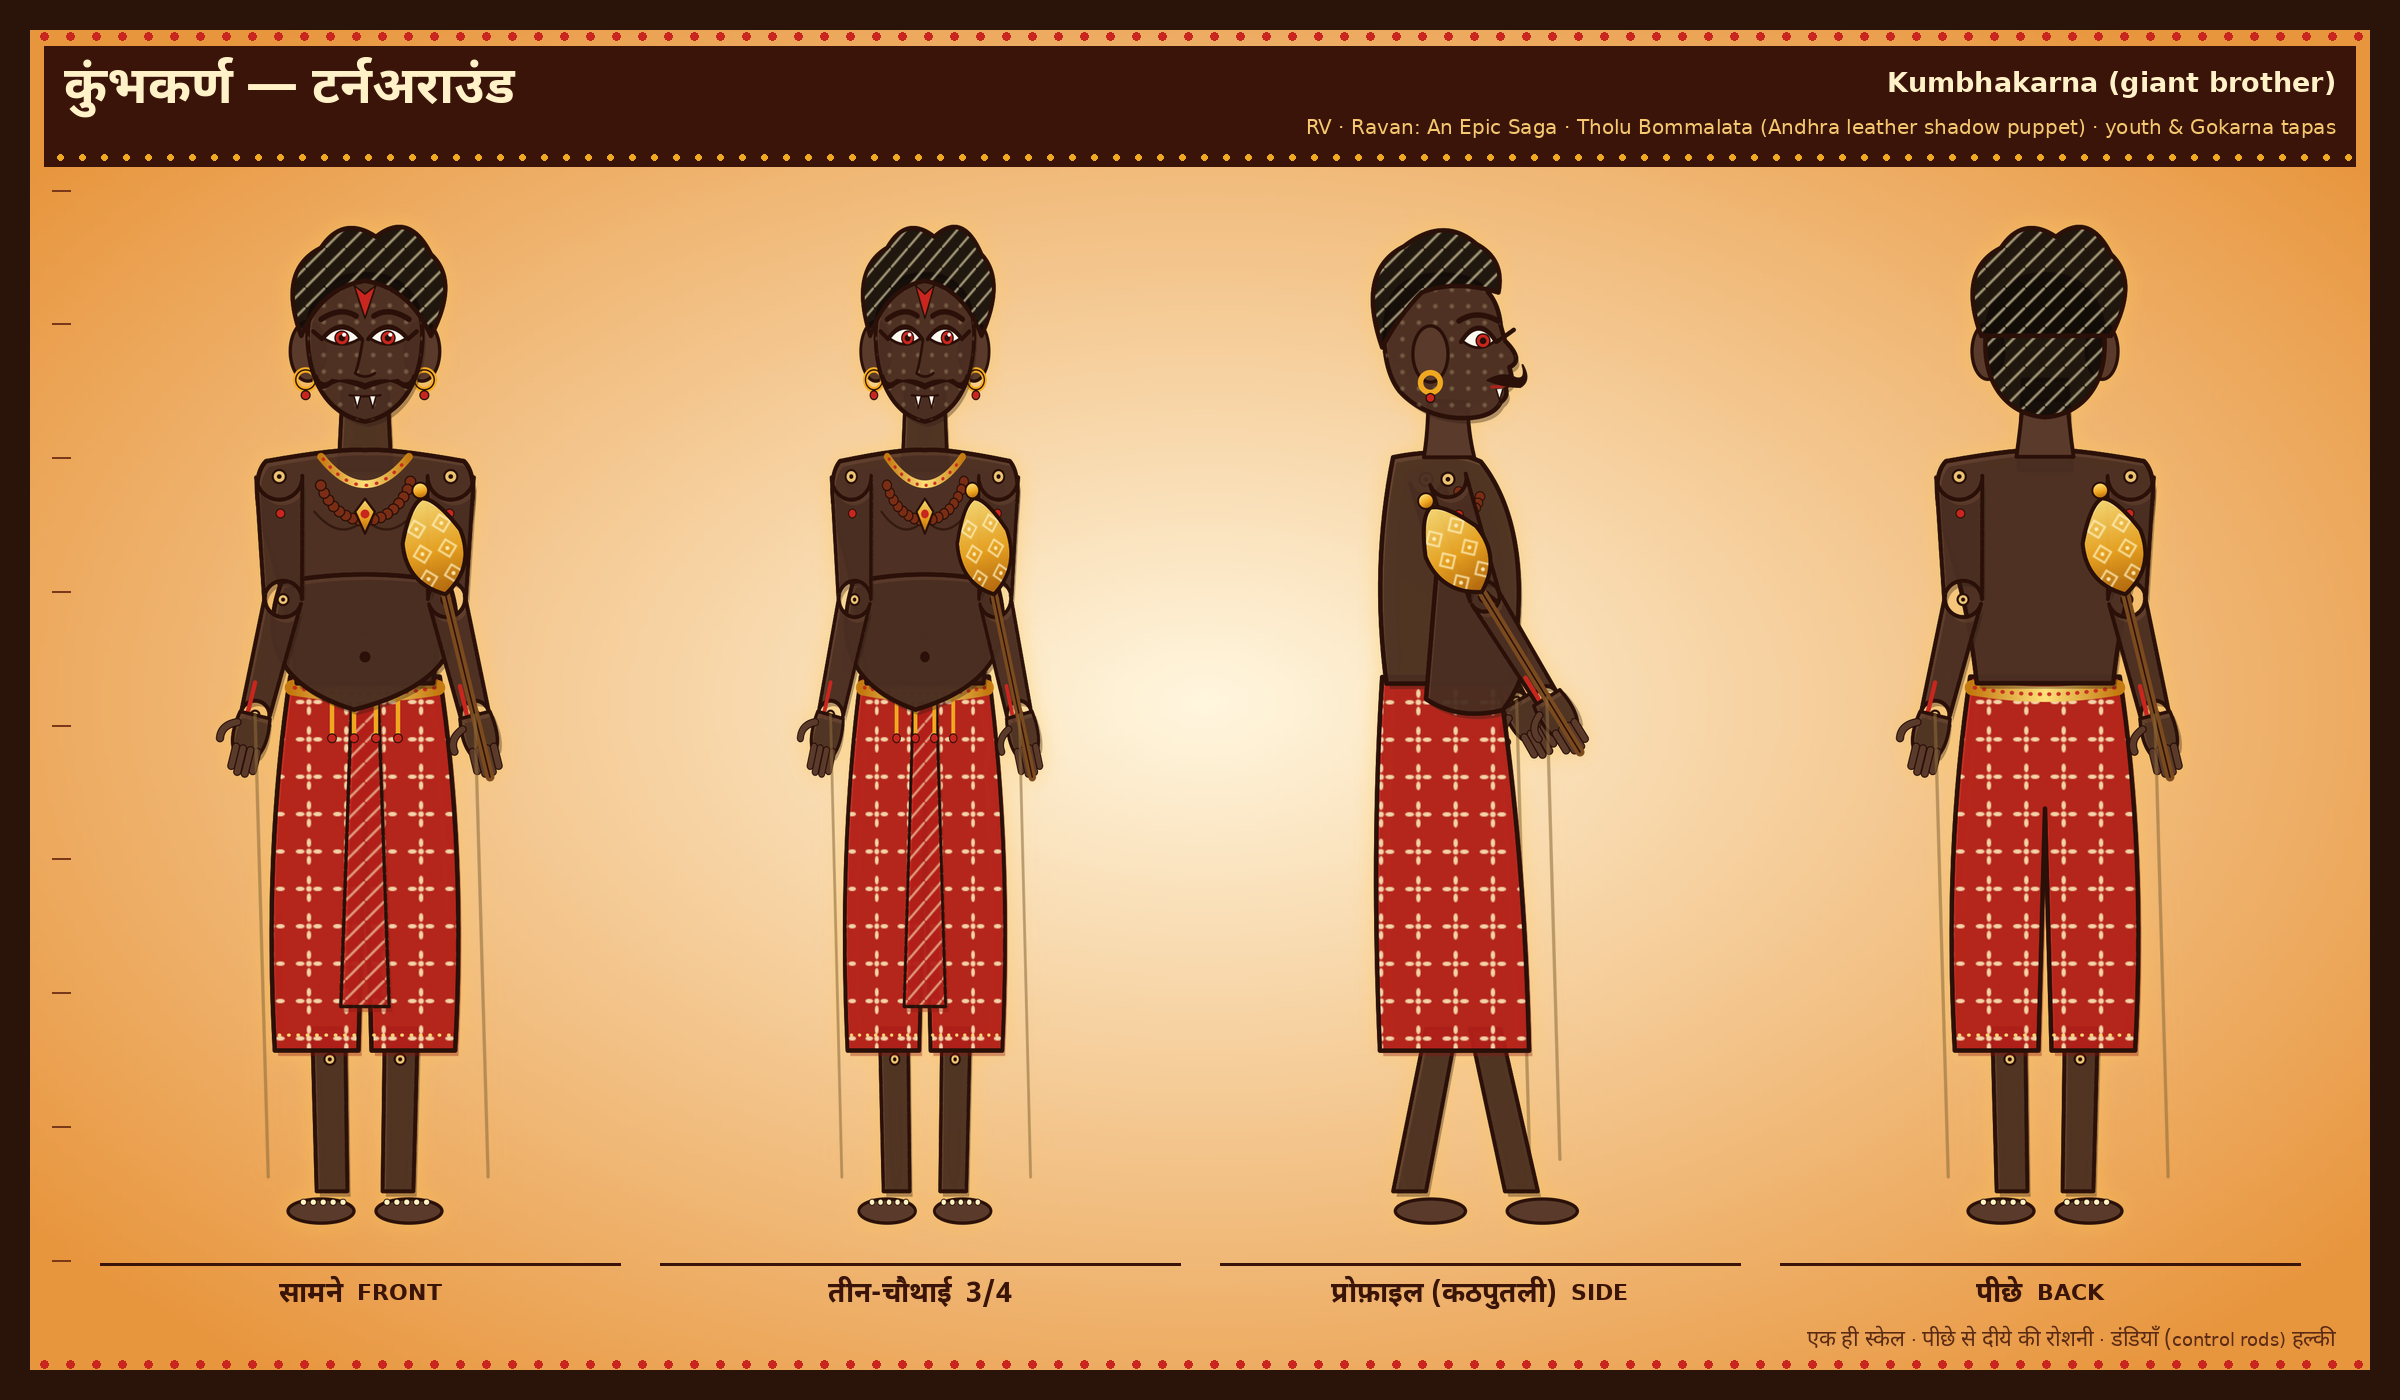 कुंभकर्ण — टर्नअराउंड
Kumbhakarna (giant brother)
RV · Ravan: An Epic Saga · Tholu Bommalata (Andhra leather shadow puppet) · youth & Gokarna tapas
सामने FRONT
तीन-चौथाई 3/4
प्रोफ़ाइल (कठपुतली) SIDE
पीछे BACK
एक ही स्केल · पीछे से दीये की रोशनी · डंडियाँ (control rods) हल्की